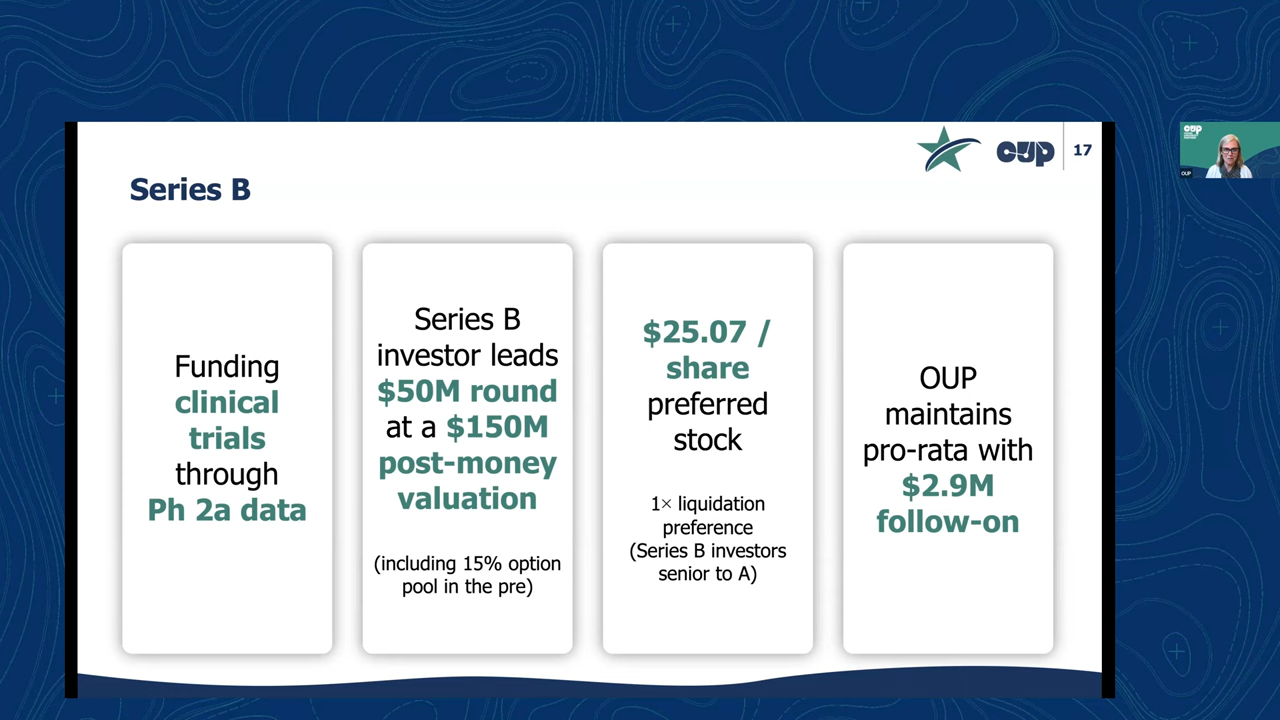 OUP
17
Series B
Funding
clinical
trials
through
Ph 2a data
Series B
investor leads
$50M round
at a $150M
post-money
valuation
(including 15% option
pool in the pre)
$25.07 /
share
preferred
stock
1× liquidation
preference
(Series B investors
senior to A)
OUP
maintains
pro-rata with
$2.9M
follow-on
OUP
OUP